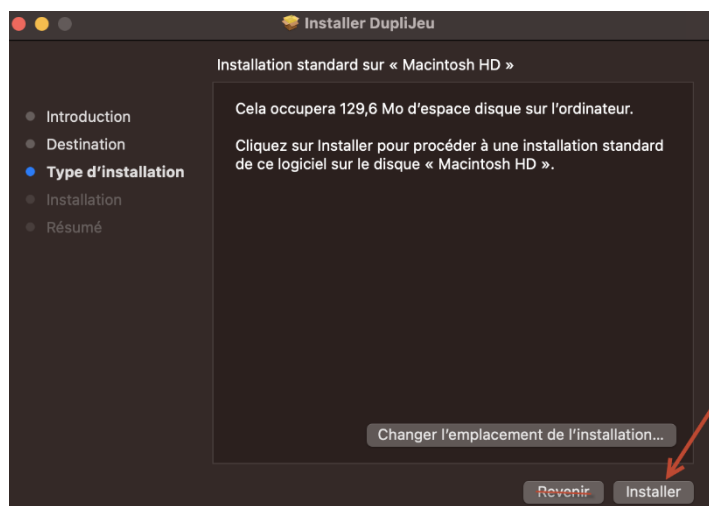 Installer DupliJeu
Installation standard sur « Macintosh HD »
Introduction
Destination
Type d’installation
Installation
Résumé
Cela occupera 129,6 Mo d’espace disque sur l’ordinateur.
Cliquez sur Installer pour procéder à une installation standard
de ce logiciel sur le disque « Macintosh HD ».
Changer l’emplacement de l’installation...
Revenir
Installer